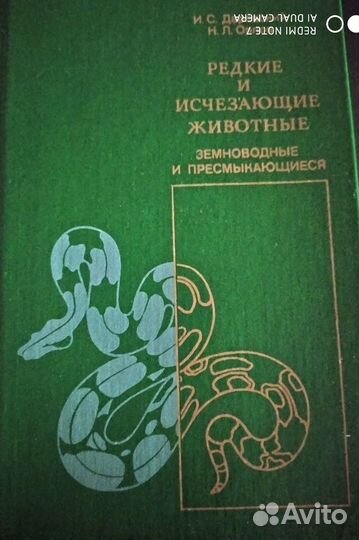 И. С.
Н. Л.
РЕДКИЕ
И
ИСЧЕЗАЮЩИЕ
ЖИВОТНЫЕ
ЗЕМНОВОДНЫЕ
И ПРЕСМЫКАЮЩИЕСЯ
REDMI NOTE 7
AI DUAL CAMERA
Avito